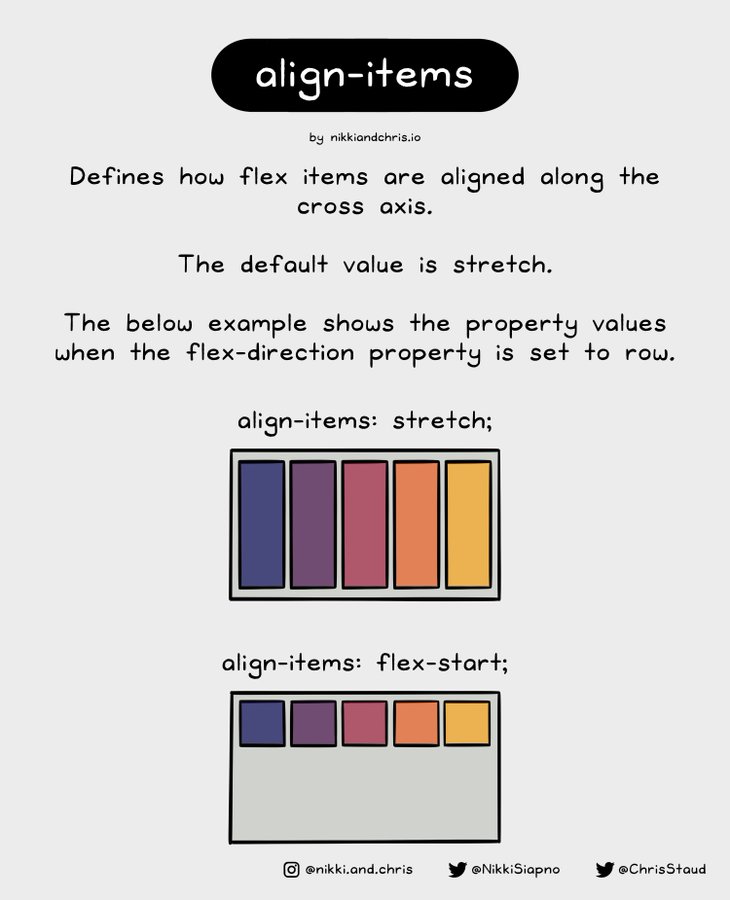 align-items
by nikkiandchris.io
Defines how flex items are aligned along the
cross axis.
The default value is stretch.
The below example shows the property values
when the flex-direction property is set to row.
align-items: stretch;
align-items: flex-start;
@nikki.and.chris @NikkiSiapno @ChrisStaud